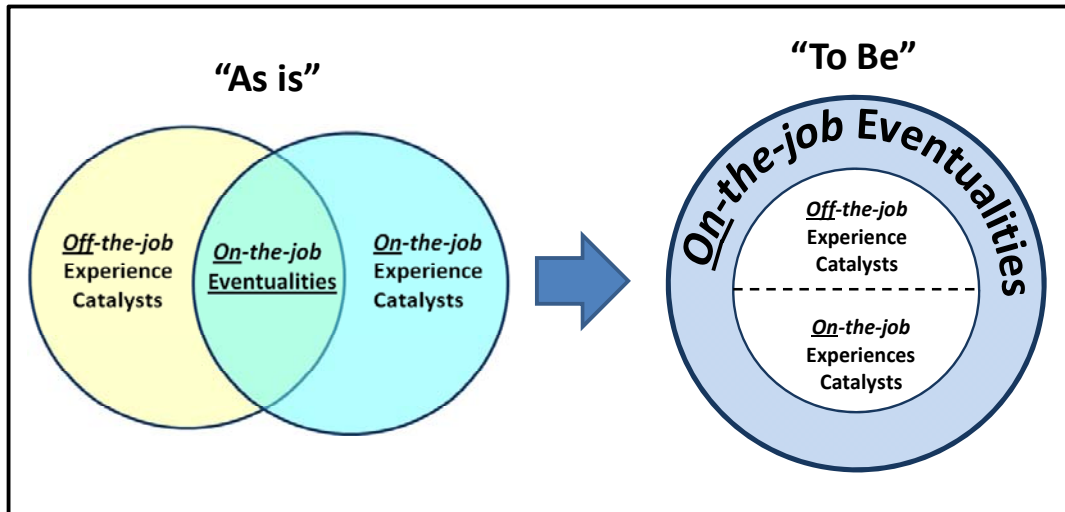 “As is”
Off-the-job
Experience
Catalysts
On-the-job
Eventualities
On-the-job
Experience
Catalysts
“To Be”
On-the-job Eventualities
Off-the-job
Experience
Catalysts
On-the-job
Experiences
Catalysts